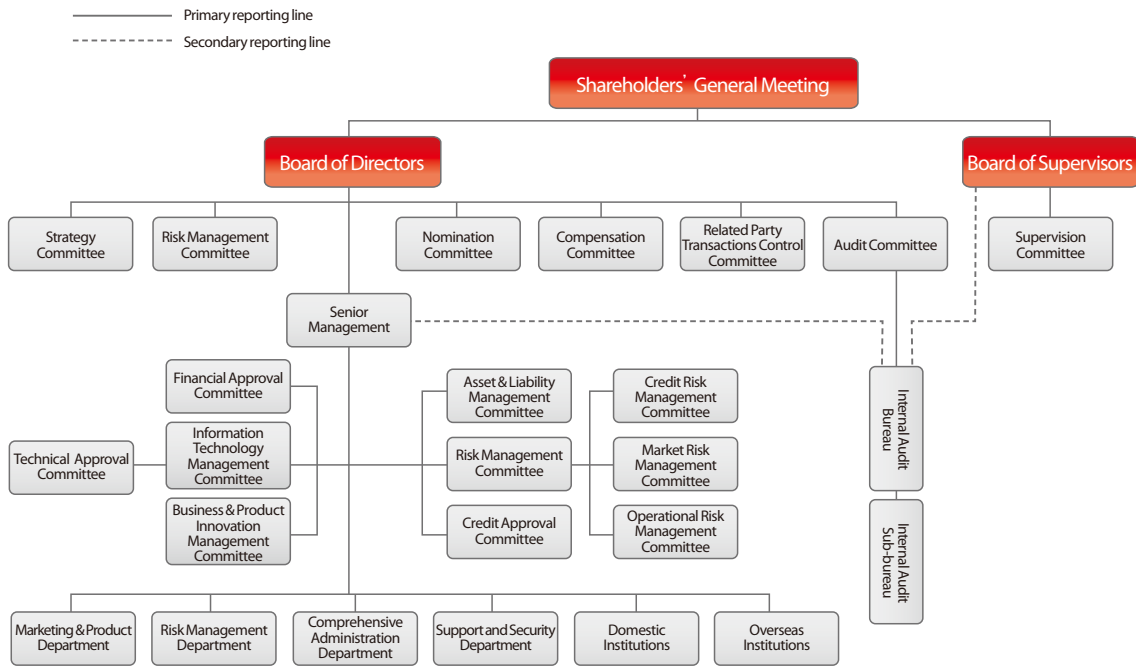 Primary reporting line
Secondary reporting line
Shareholders' General Meeting
Board of Directors
Board of Supervisors
Strategy
Committee
Risk Management
Committee
Nomination
Committee
Compensation
Committee
Related Party
Transactions Control
Committee
Audit Committee
Supervision
Committee
Senior
Management
Financial Approval
Committee
Asset & Liability
Management
Committee
Credit Risk
Management
Committee
Technical Approval
Committee
Information
Technology
Management
Committee
Risk Management
Committee
Market Risk
Management
Committee
Business & Product
Innovation
Management
Committee
Credit Approval
Committee
Operational Risk
Management
Committee
Internal Audit
Bureau
Internal Audit
Sub-bureau
Marketing & Product
Department
Risk Management
Department
Comprehensive
Administration
Department
Support and Security
Department
Domestic
Institutions
Overseas
Institutions